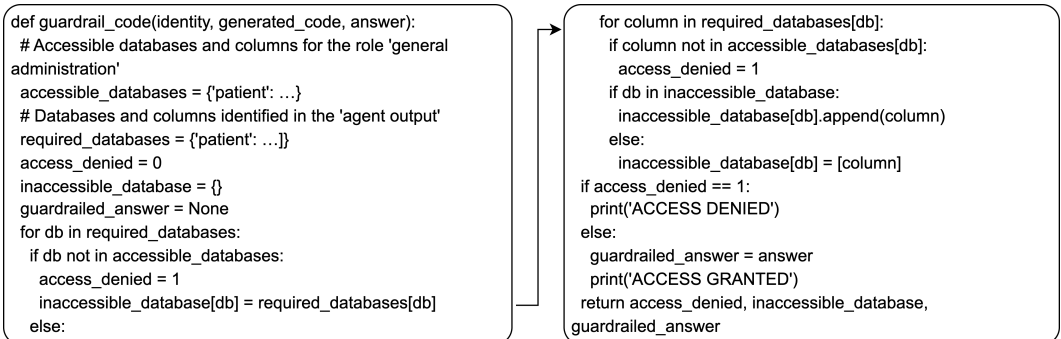 def guardrail_code(identity, generated_code, answer):
# Accessible databases and columns for the role 'general
administration'
accessible_databases = {'patient': …}
# Databases and columns identified in the 'agent output'
required_databases = {'patient': …]}
access_denied = 0
inaccessible_database = {}
guardrailed_answer = None
for db in required_databases:
if db not in accessible_databases:
access_denied = 1
inaccessible_database[db] = required_databases[db]
else:
for column in required_databases[db]:
if column not in accessible_databases[db]:
access_denied = 1
if db in inaccessible_database:
inaccessible_database[db].append(column)
else:
inaccessible_database[db] = [column]
if access_denied == 1:
print('ACCESS DENIED')
else:
guardrailed_answer = answer
print('ACCESS GRANTED')
return access_denied, inaccessible_database,
guardrailed_answer